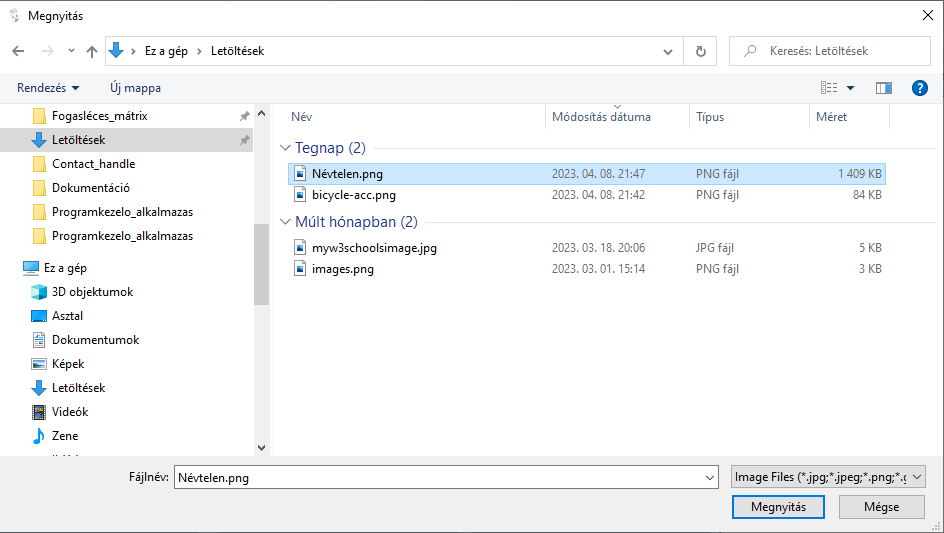 Megnyitás
Ez a gép
Letöltések
Keresés: Letöltések
Rendezés
Új mappa
Fogasléces_mátrix
Letöltések
Contact_handle
Dokumentáció
Programkezelo_alkalmazas
Programkezelo_alkalmazas
Ez a gép
3D objektumok
Asztal
Dokumentumok
Képek
Letöltések
Videók
Zene
Név Módosítás dátuma Típus Méret
Tegnap (2)
Névtelen.png 2023. 04. 08. 21:47 PNG fájl 1 409 KB
bicycle-acc.png 2023. 04. 08. 21:42 PNG fájl 84 KB
Múlt hónapban (2)
myw3schoolsimage.jpg 2023. 03. 18. 20:06 JPG fájl 5 KB
images.png 2023. 03. 01. 15:14 PNG fájl 3 KB
Fájlnév: Névtelen.png
Image Files (*.jpg;*.jpeg;*.png;*.g
Megnyitás
Mégse